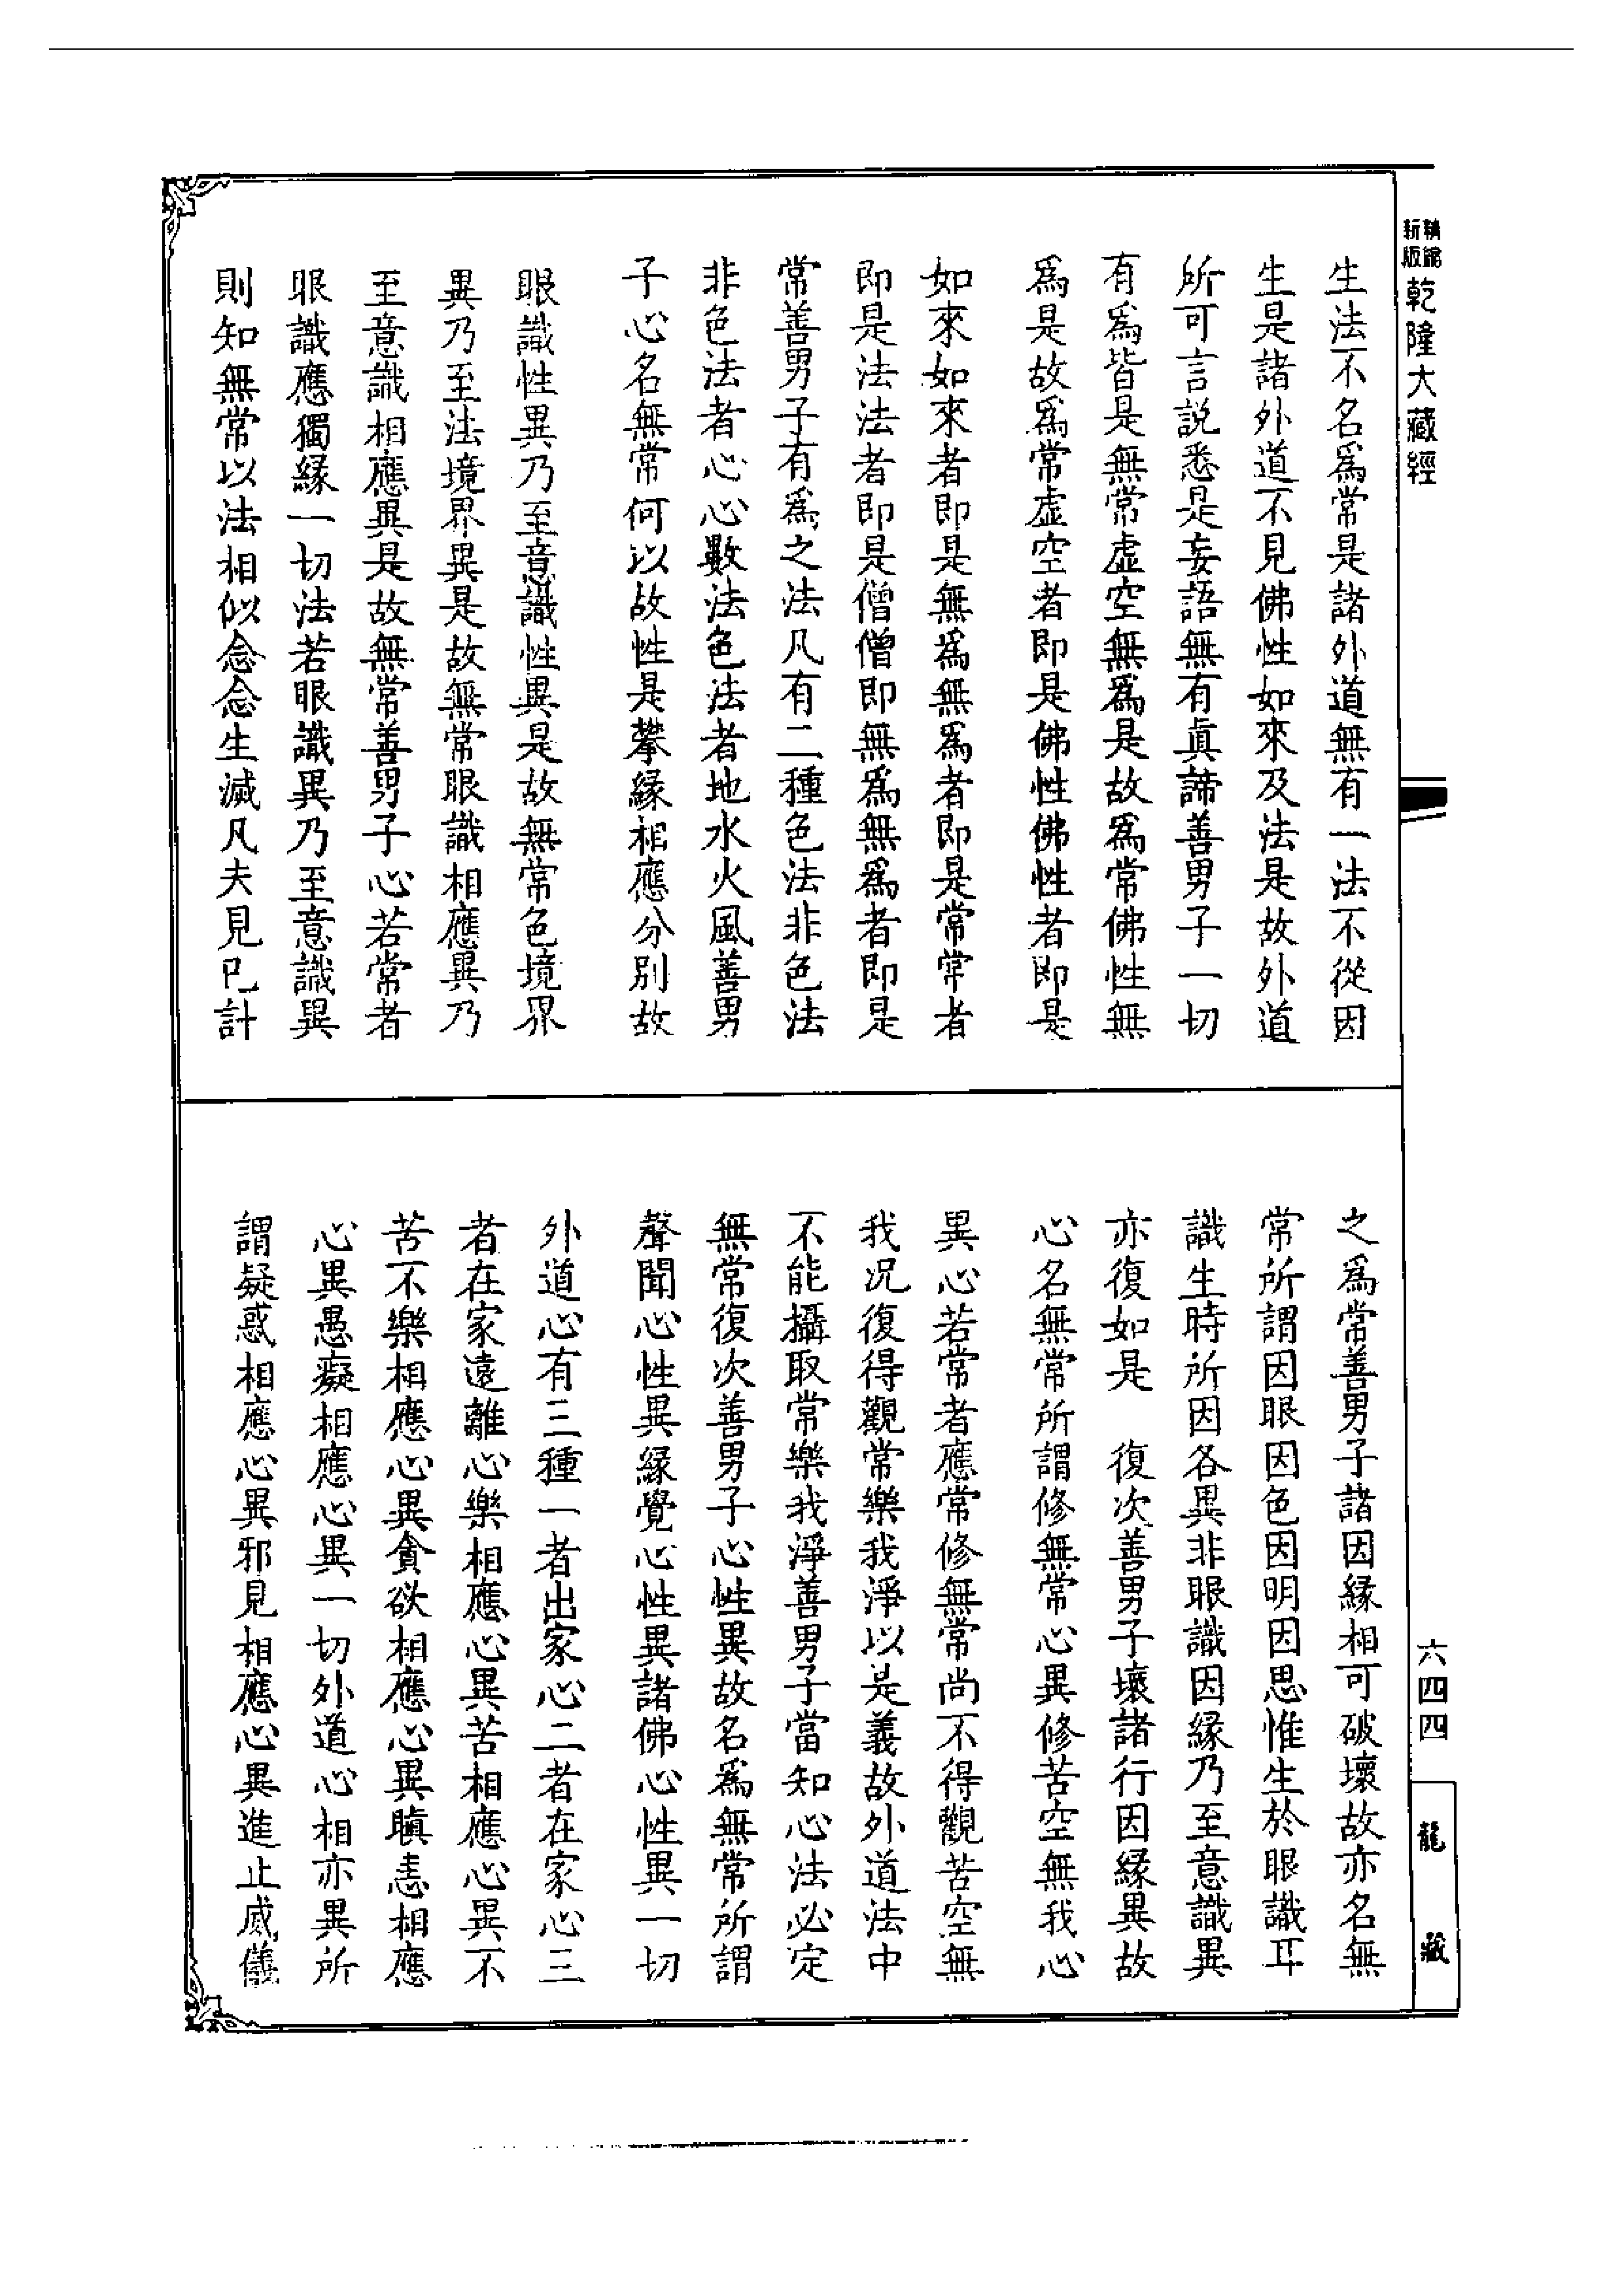 新版
精縮
乾隆大藏經
生法不名爲常是諸外道無有一法不從因
生是諸外道不見佛性如來及法是故外道
所可言說悉是妄語無有眞諦善男子一切
有爲皆是無常虛空無爲是故爲常佛性無
爲是故爲常虛空者即是佛性佛性者即是
如來如來者即是無爲無爲者即是常常者
即是法法者即是僧僧即無爲無爲者即是
常善男子有爲之法凡有二種色法非色法
非色法者心心數法色法者地水火風善男
子心名無常何以故性是攀緣相應分別故
眼識性異乃至意識性異是故無常色境界
異乃至法境界異是故無常眼識相應異乃
至意識相應異是故無常善男子心若常者
眼識應獨緣一切法若眼識異乃至意識異
則知無常以法相似念念生滅凡夫見已計
之爲常善男子諸因緣相可破壞故亦名無
常所謂因眼因色因明因思惟生於眼識耳
識生時所因各異非眼識因緣乃至意識異
亦復如是　復次善男子壞諸行因緣異故
心名無常所謂修無常心異修苦空無我心
異心若常者應常修無常尚不得觀苦空無
我況復得觀常樂我淨以是義故外道法中
不能攝取常樂我淨善男子當知心法必定
無常復次善男子心性異故名爲無常所謂
聲聞心性異緣覺心性異諸佛心性異一切
外道心有三種一者出家心二者在家心三
者在家遠離心樂相應心異苦相應心異不
苦不樂相應心異貪欲相應心異瞋恚相應
心異愚癡相應心異一切外道心相亦異所
謂疑惑相應心異邪見相應心異進止威儀
六四四
龍藏